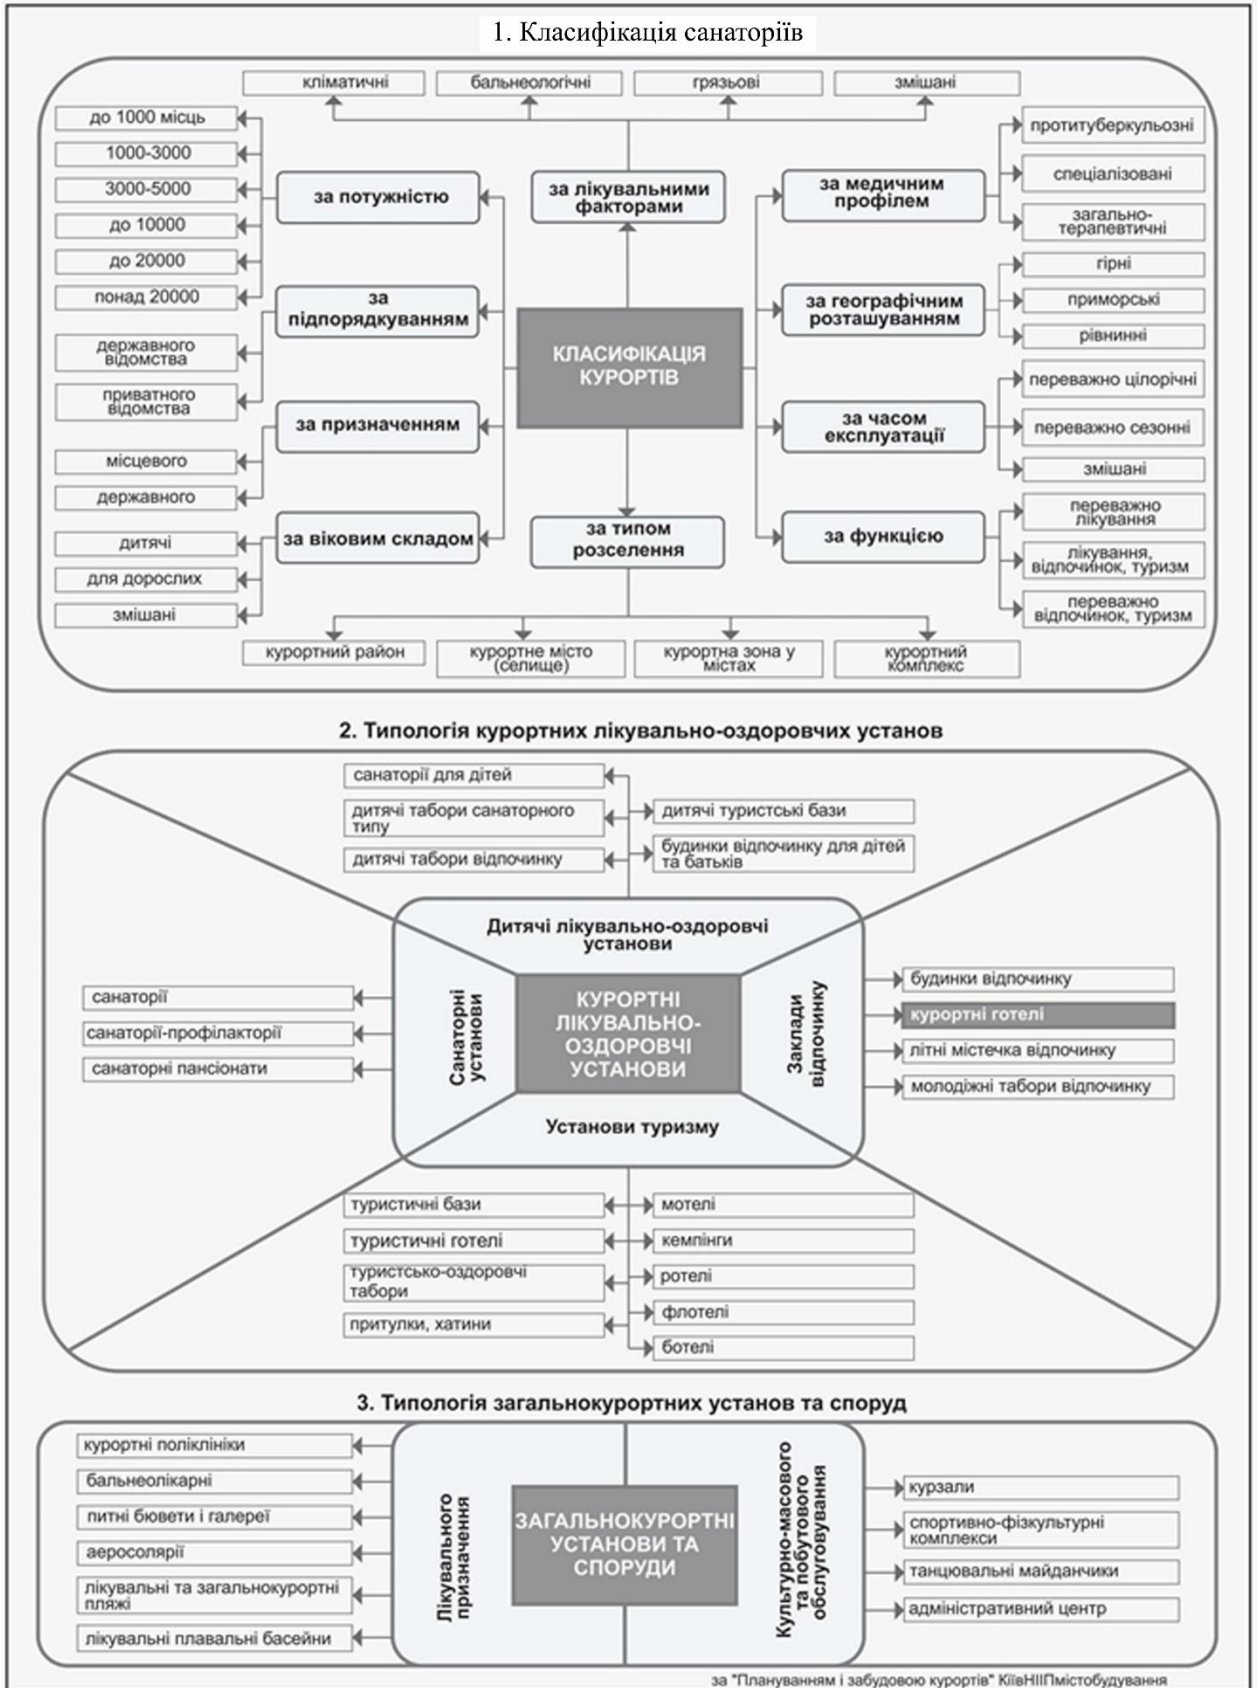 1. Класифікація санаторіїв
кліматичні
бальнеологічні
грязьові
змішані
до 1000 місць
1000-3000
3000-5000
до 10000
до 20000
понад 20000
за потужністю
за лікувальними
факторами
за медичним
профілем
протитуберкульозні
спеціалізовані
загально-
терапевтичні
за
підпорядкуванням
державного
відомства
приватного
відомства
КЛАСИФІКАЦІЯ
КУРОРТІВ
за географічним
розташуванням
гірні
приморські
рівнинні
за призначенням
місцевого
державного
за часом
експлуатації
переважно цілорічні
переважно сезонні
змішані
за віковим складом
дитячі
для дорослих
змішані
за типом
розселення
за функцією
переважно
лікування
лікування,
відпочинок, туризм
переважно
відпочинок, туризм
курортний район
курортне місто
(селище)
курортна зона у
містах
курортний
комплекс
2. Типологія курортних лікувально-оздоровчих установ
санаторії для дітей
дитячі табори санаторного
типу
дитячі табори відпочинку
дитячі туристські бази
будинки відпочинку для дітей
та батьків
Дитячі лікувально-оздоровчі
установи
санаторії
санаторії-профілакторії
санаторні пансіонати
Санаторні
установи
КУРОРТНІ
ЛІКУВАЛЬНО-
ОЗДОРОВЧІ
УСТАНОВИ
Заклади
відпочинку
будинки відпочинку
курортні готелі
літні містечка відпочинку
молодіжні табори відпочинку
Установи туризму
туристичні бази
туристичні готелі
туристсько-оздоровчі
табори
притулки, хатини
мотелі
кемпінги
ротелі
флотелі
ботелі
3. Типологія загальнокурортних установ та споруд
курортні поліклініки
бальнеолікарні
питні бювети і галереї
аеросолярії
лікувальні та загальнокурортні
пляжі
лікувальні плавальні басейни
Лікувального
призначення
ЗАГАЛЬНОКУРОРТНІ
УСТАНОВИ ТА
СПОРУДИ
Культурно-масового
та побутового
обслуговування
курзали
спортивно-фізкультурні
комплекси
танцювальні майданчики
адміністративний центр
за "Плануванням і забудовою курортів" КіївНІІПмістобудування